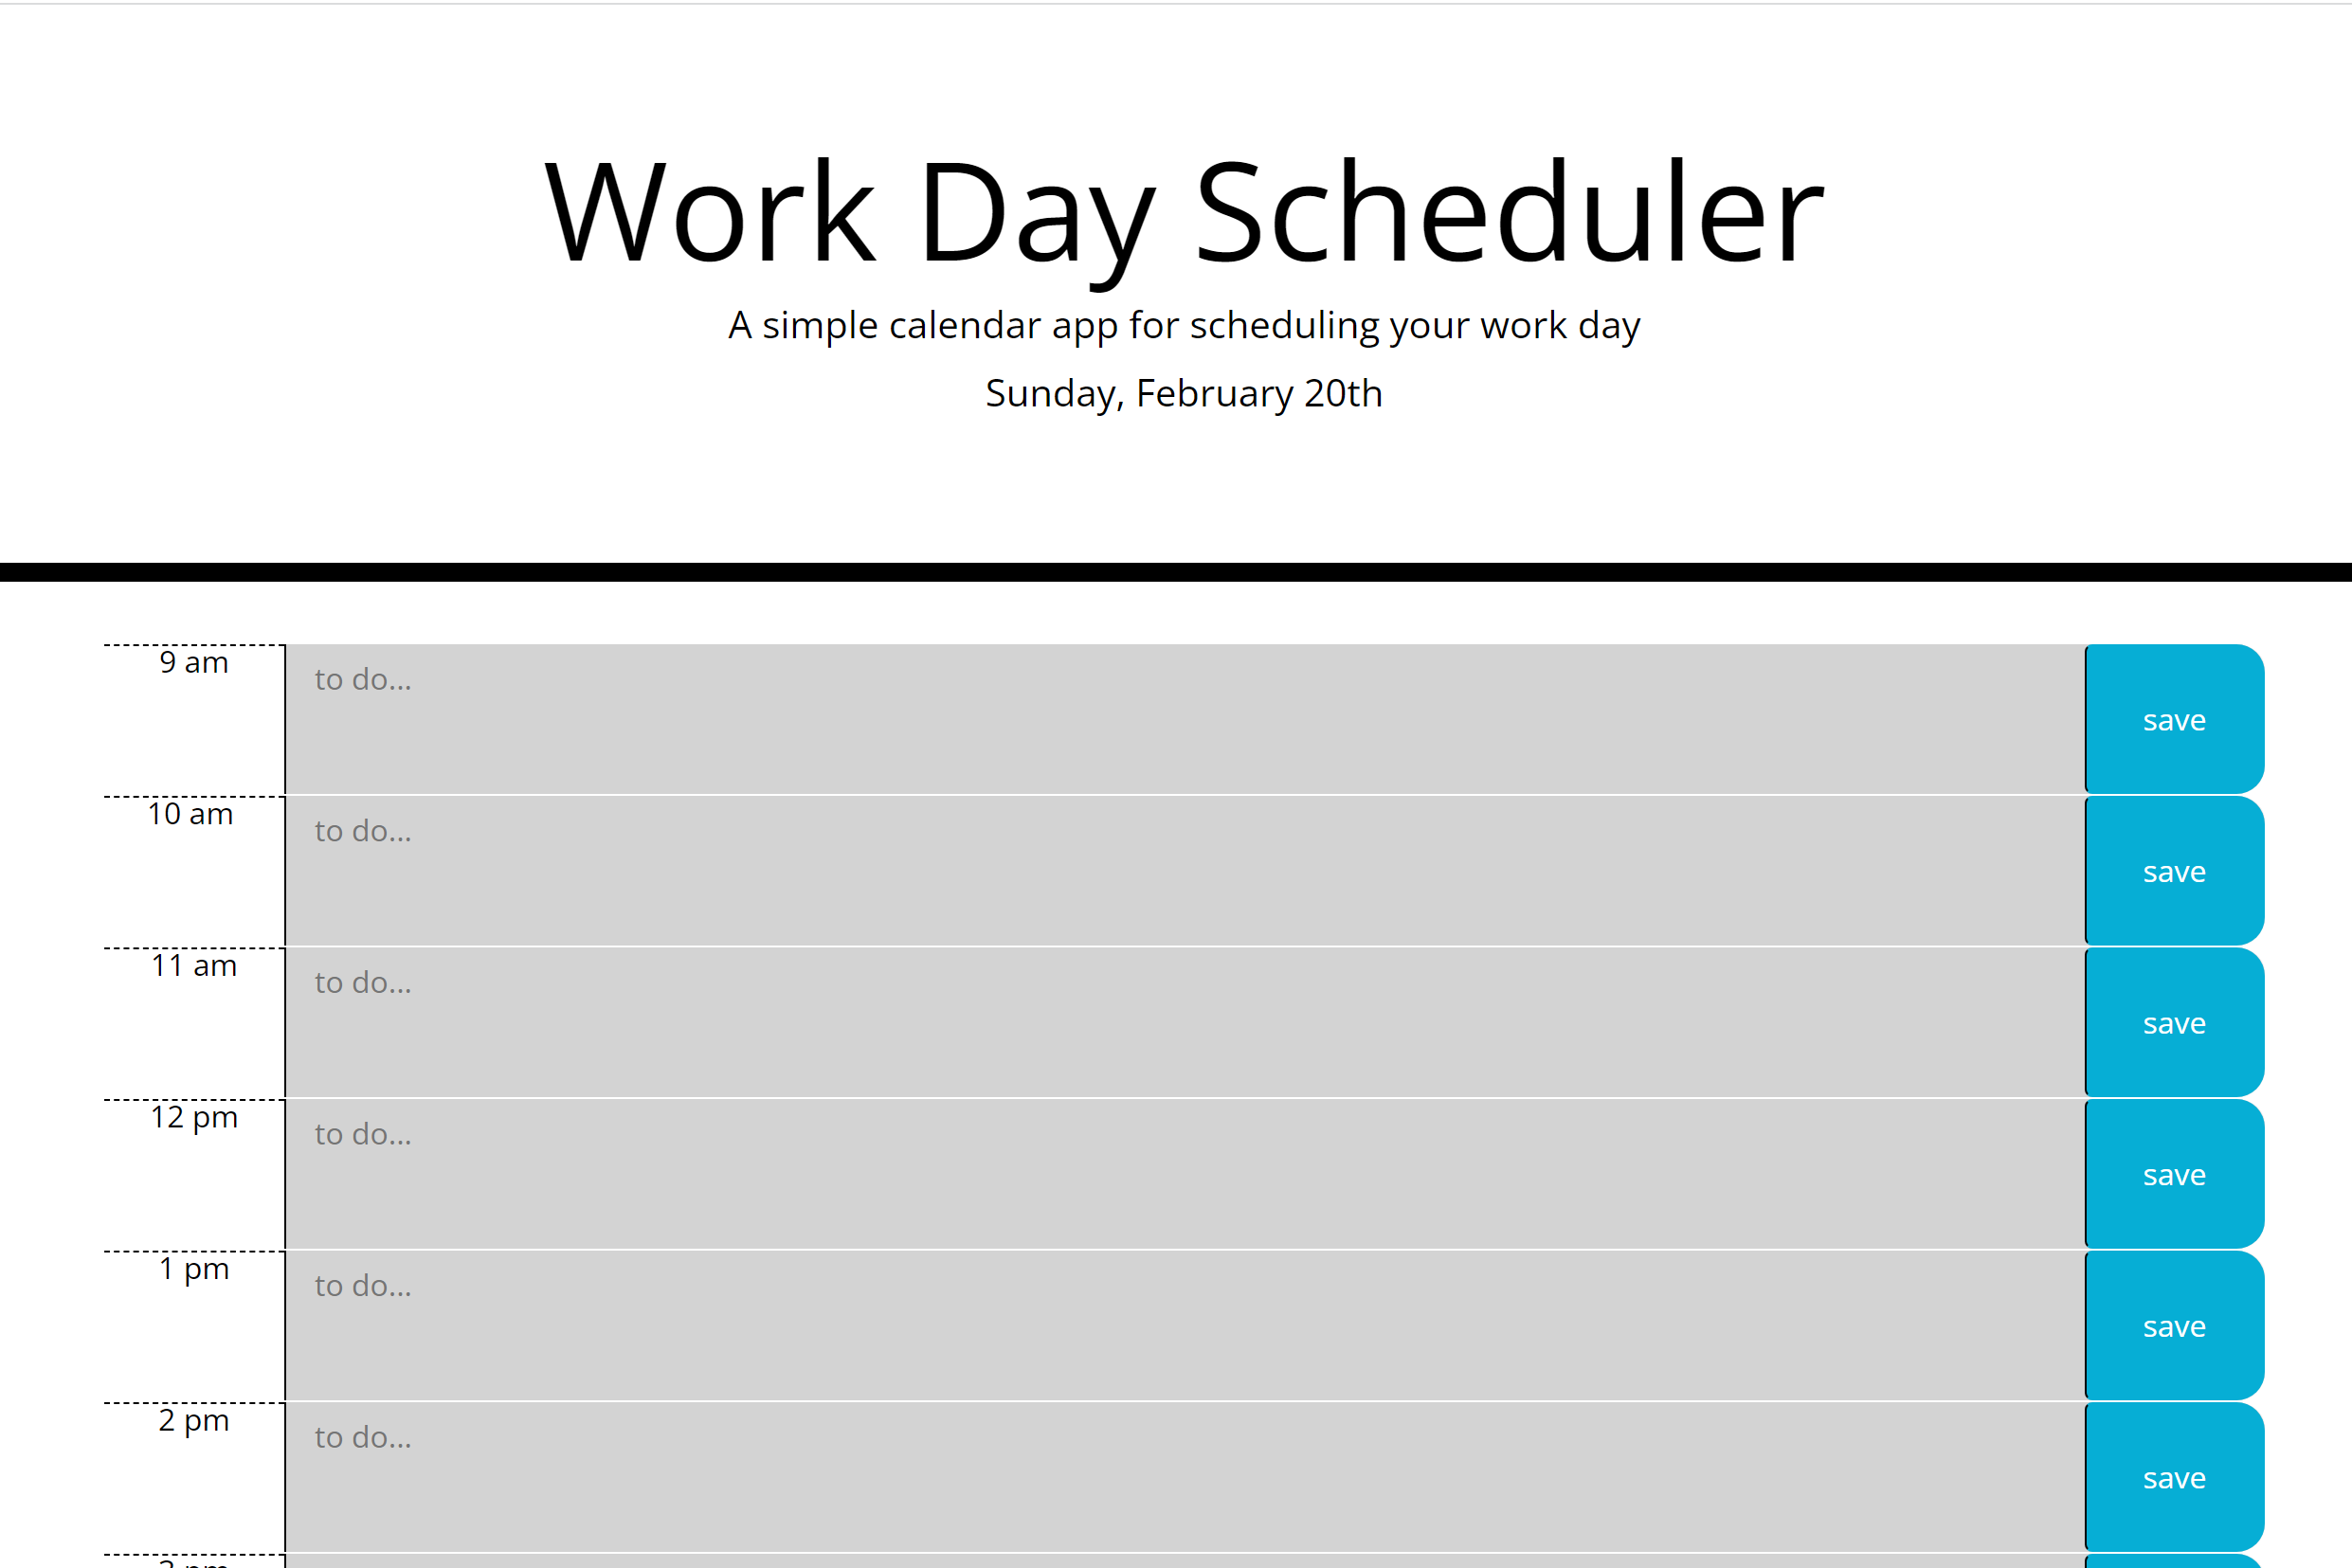 Work Day Scheduler
A simple calendar app for scheduling your work day
Sunday, February 20th
9 am
to do...
save
10 am
to do...
save
11 am
to do...
save
12 pm
to do...
save
1 pm
to do...
save
2 pm
to do...
save